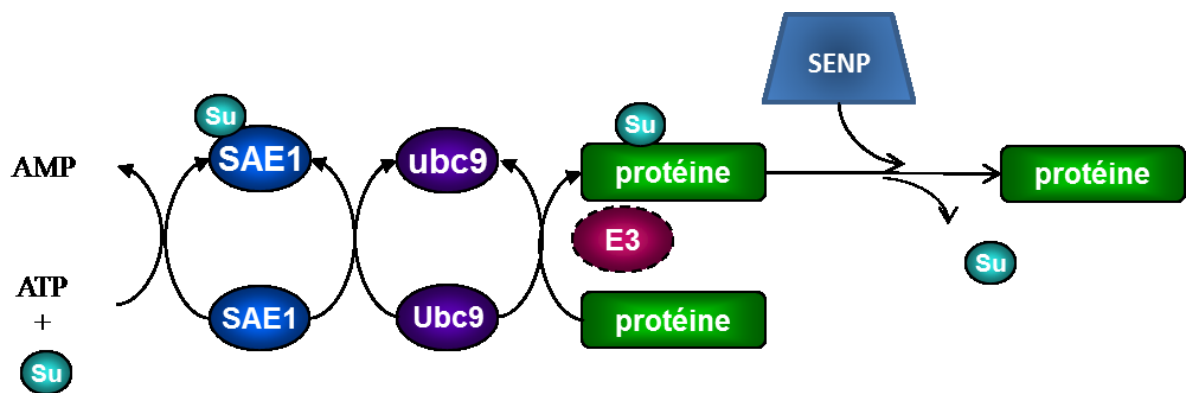 SENP
Su
Su
AMP
SAE1
ubc9
protéine
protéine
E3
Su
ATP
+
SAE1
Ubc9
protéine
Su